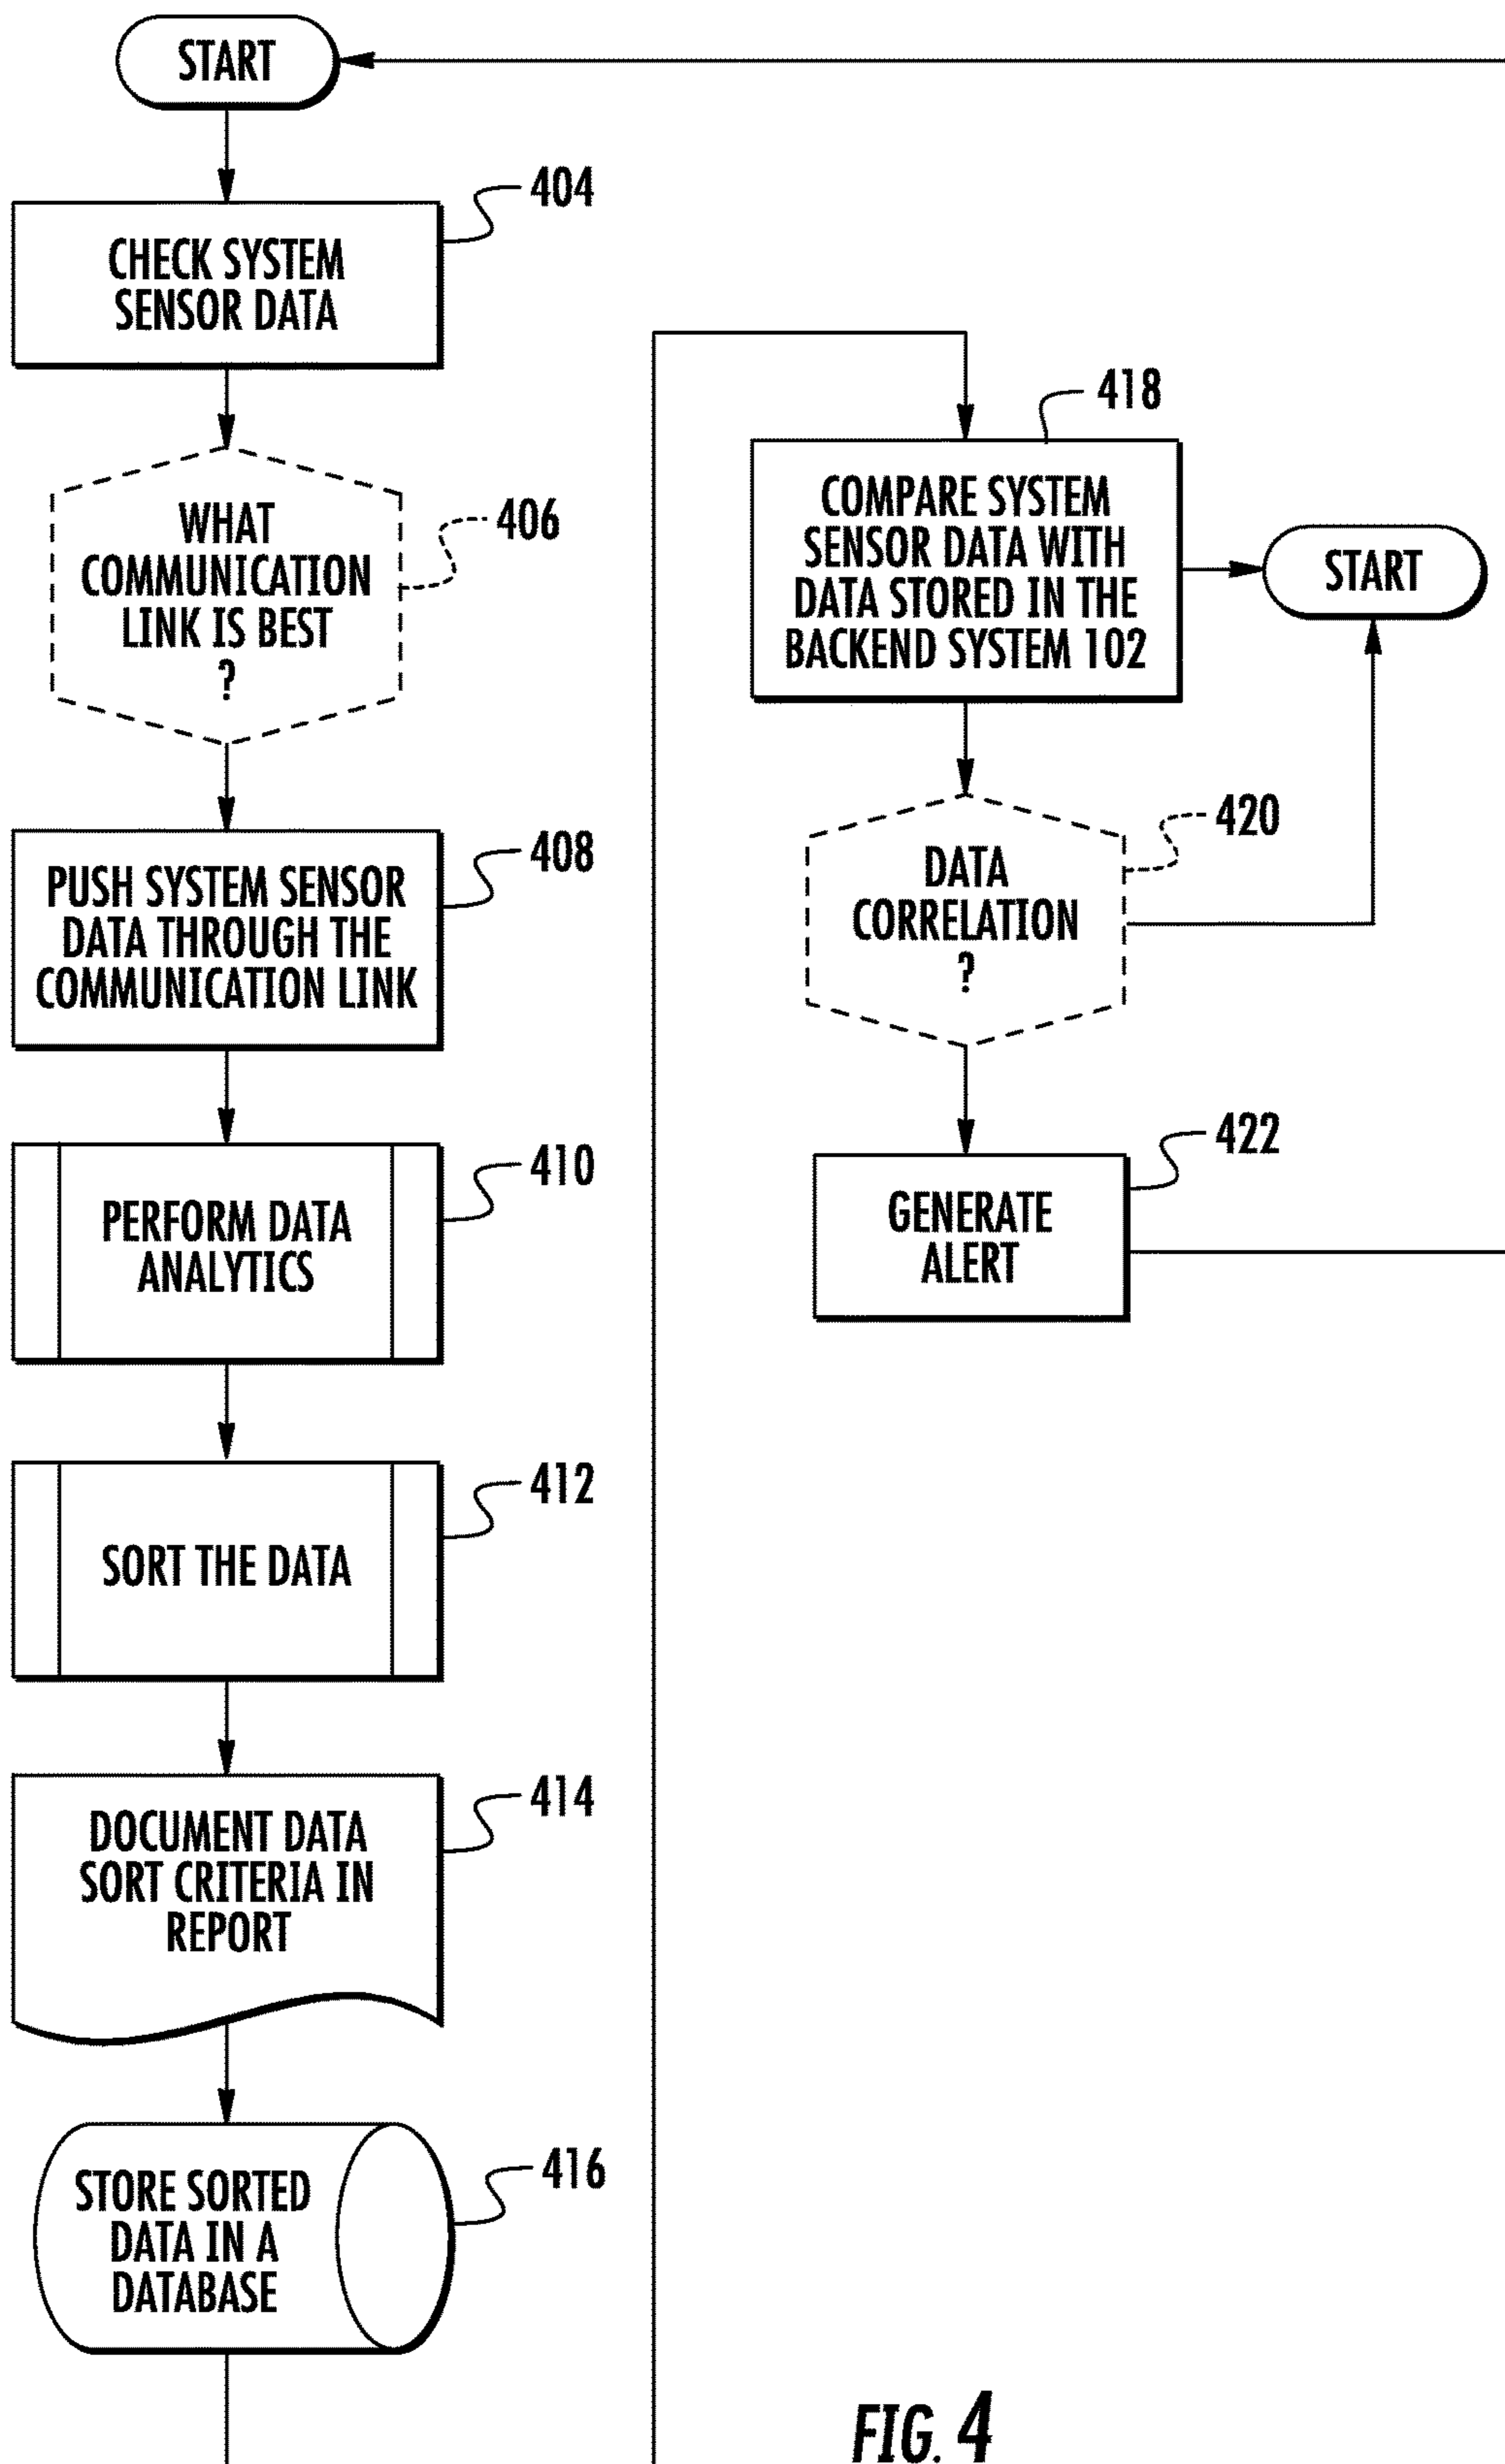 START
404
CHECK SYSTEM
SENSOR DATA
WHAT
COMMUNICATION
LINK IS BEST
?
406
408
PUSH SYSTEM SENSOR
DATA THROUGH THE
COMMUNICATION LINK
410
PERFORM DATA
ANALYTICS
412
SORT THE DATA
414
DOCUMENT DATA
SORT CRITERIA IN
REPORT
416
STORE SORTED
DATA IN A
DATABASE
418
COMPARE SYSTEM
SENSOR DATA WITH
DATA STORED IN THE
BACKEND SYSTEM 102
START
420
DATA
CORRELATION
?
422
GENERATE
ALERT
FIG. 4